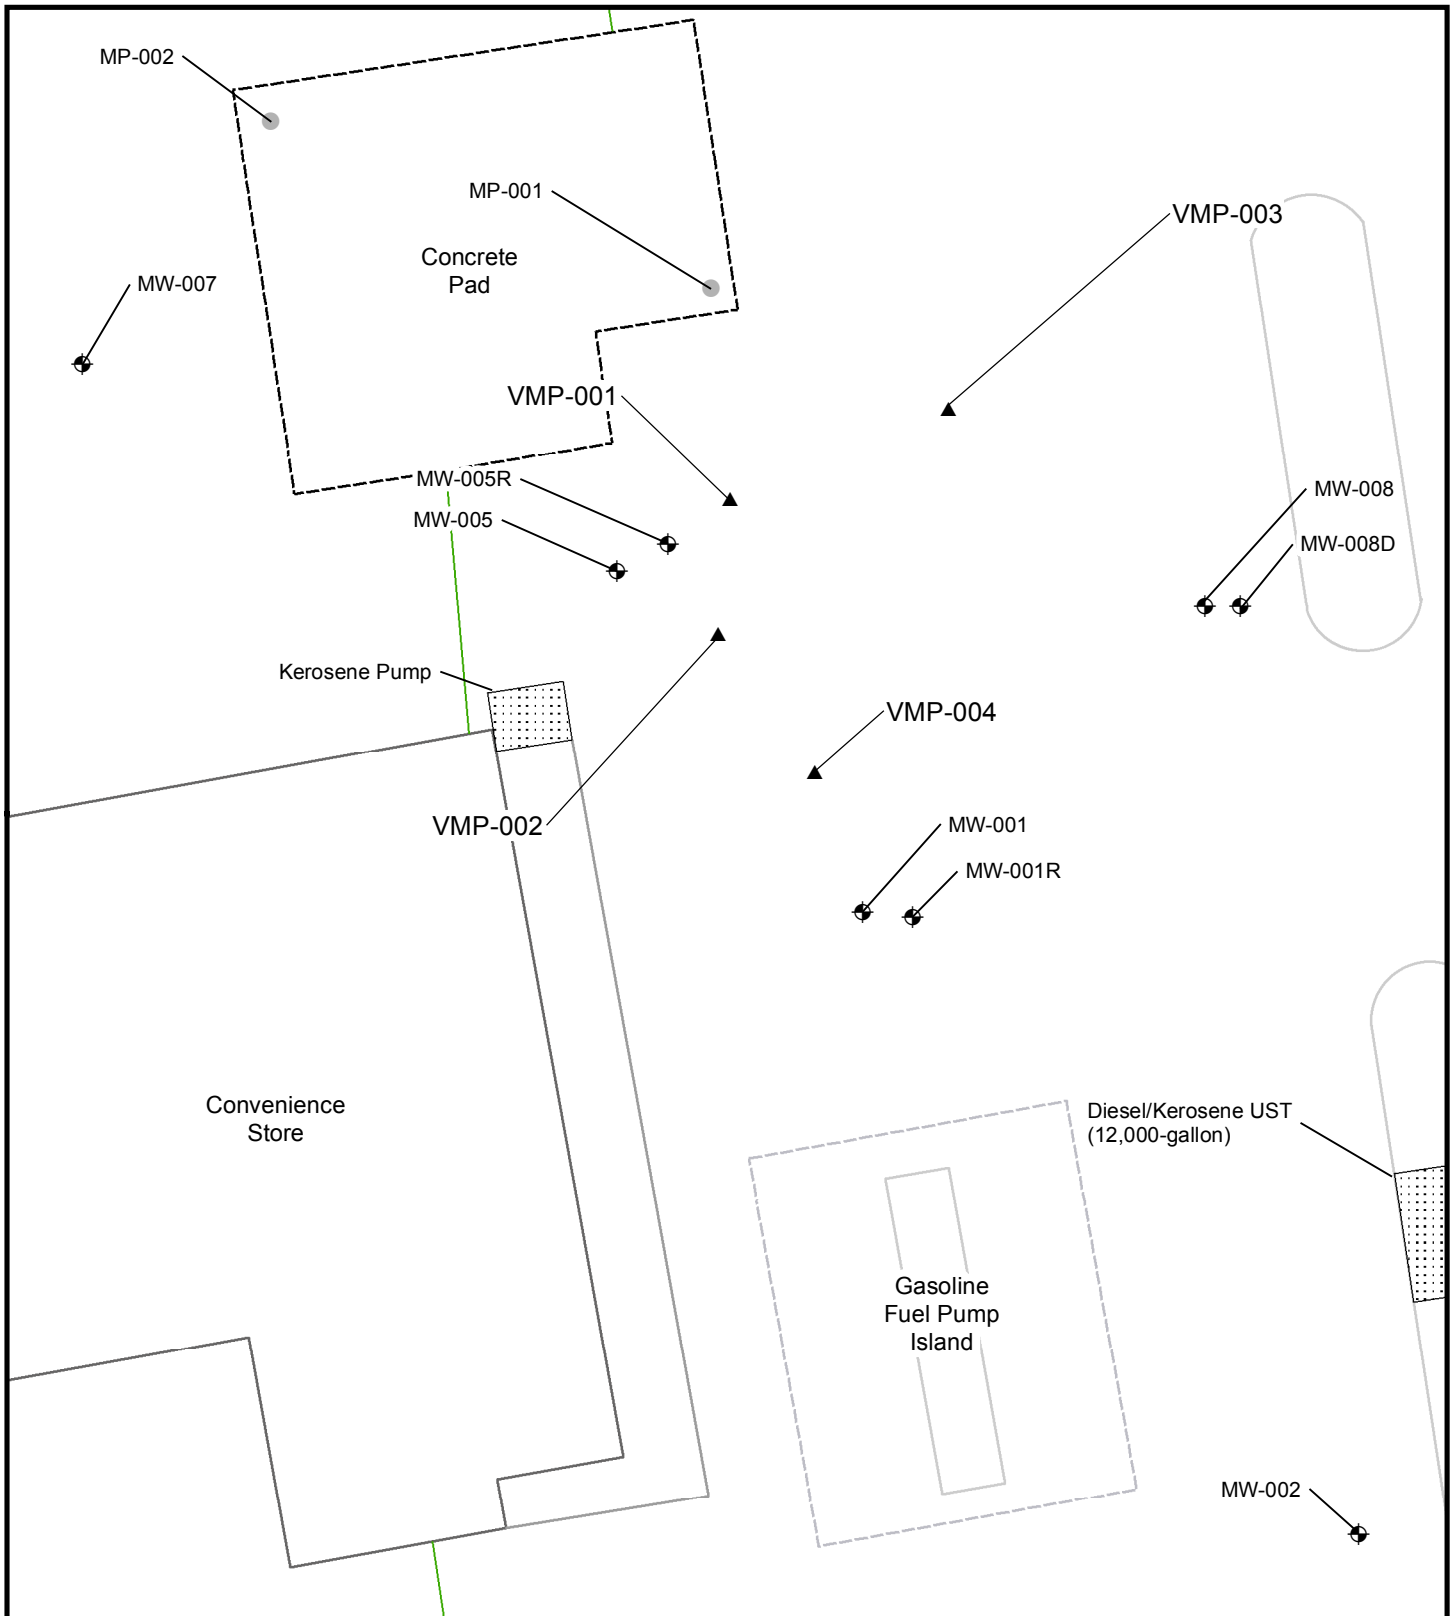 MP-002
MP-001
VMP-003
Concrete
Pad
MW-007
VMP-001
MW-005R
MW-008
MW-005
MW-008D
Kerosene Pump
VMP-004
VMP-002
MW-001
MW-001R
Convenience
Store
Diesel/Kerosene UST
(12,000-gallon)
Gasoline
Fuel Pump
Island
MW-002